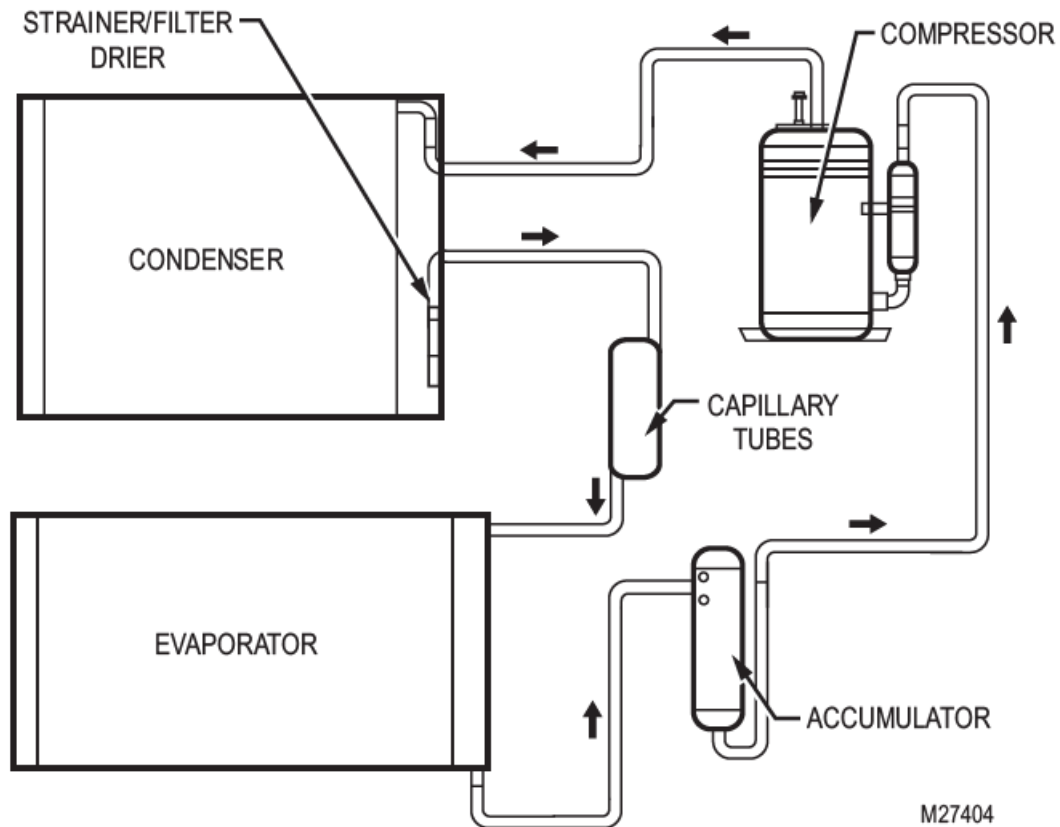 STRAINER/FILTER
DRIER
COMPRESSOR
CONDENSER
CAPILLARY
TUBES
EVAPORATOR
ACCUMULATOR
M27404